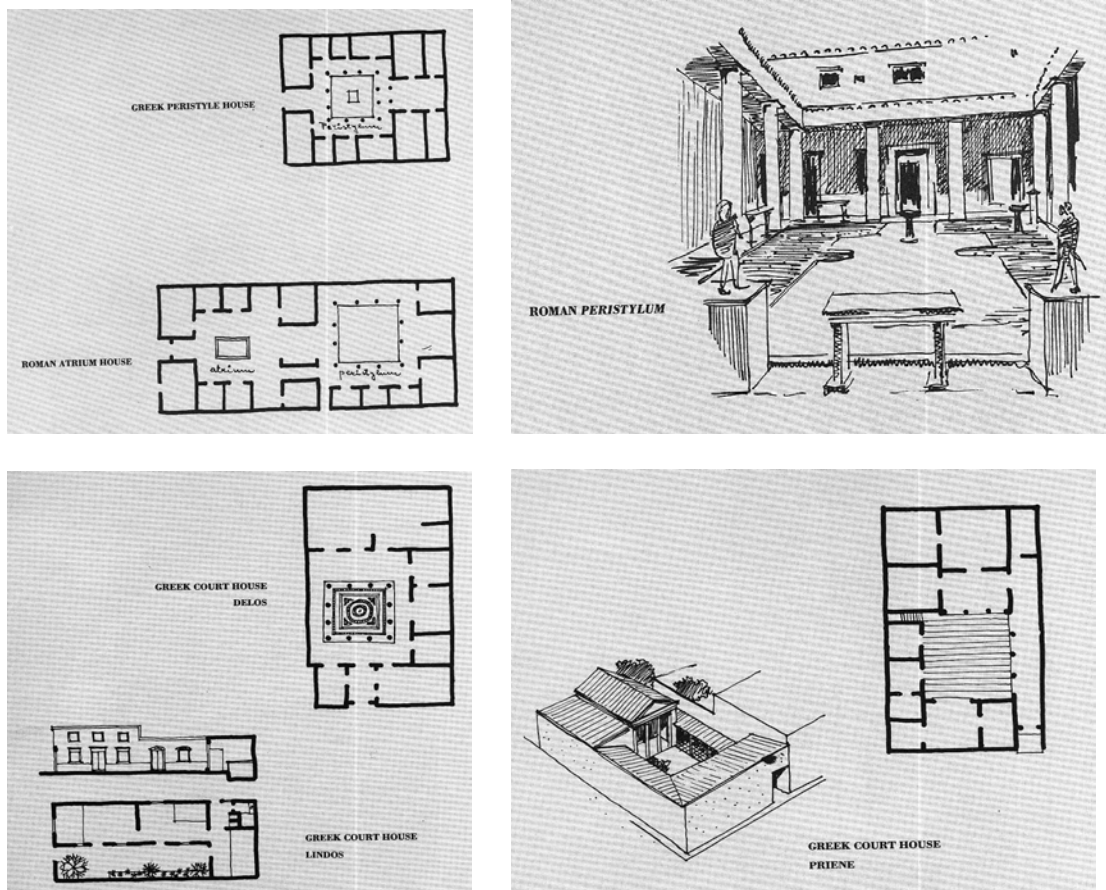 GREEK PERISTYLE HOUSE
Peristylum
ROMAN ATRIUM HOUSE
atrium
peristylum
ROMAN PERISTYLUM
GREEK COURT HOUSE
DELOS
GREEK COURT HOUSE
LINDOS
GREEK COURT HOUSE
PRIENE